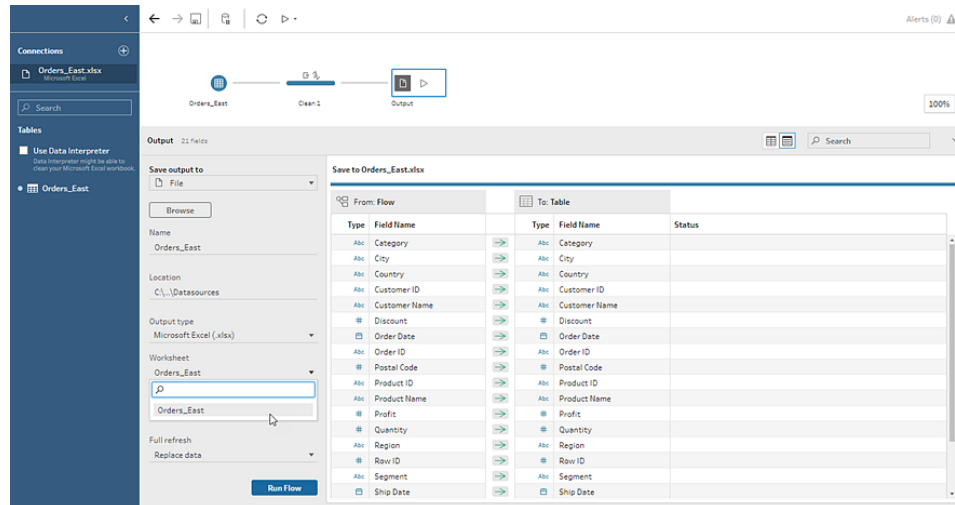 Alerts (0)
Connections
Orders_East.xlsx
Microsoft Excel
Search
Tables
Use Data Interpreter
Data Interpreter might be able to
clean your Microsoft Excel workbook.
Orders_East
Orders_East
Clean 1
Output
100%
Output 21 fields
Search
Save output to
File
Browse
Name
Orders_East
Location
C:\...\Datasources
Output type
Microsoft Excel (.xlsx)
Worksheet
Orders_East
Orders_East
Full refresh
Replace data
Run Flow
Save to Orders_East.xlsx
From: Flow To: Table
Type Field Name Type Field Name Status
Abc Category Abc Category
Abc City Abc City
Abc Country Abc Country
Abc Customer ID Abc Customer ID
Abc Customer Name Abc Customer Name
# Discount # Discount
Order Date Order Date
Abc Order ID Abc Order ID
# Postal Code # Postal Code
Abc Product ID Abc Product ID
Abc Product Name Abc Product Name
# Profit # Profit
# Quantity # Quantity
Abc Region Abc Region
# Row ID # Row ID
Abc Segment Abc Segment
Ship Date Ship Date